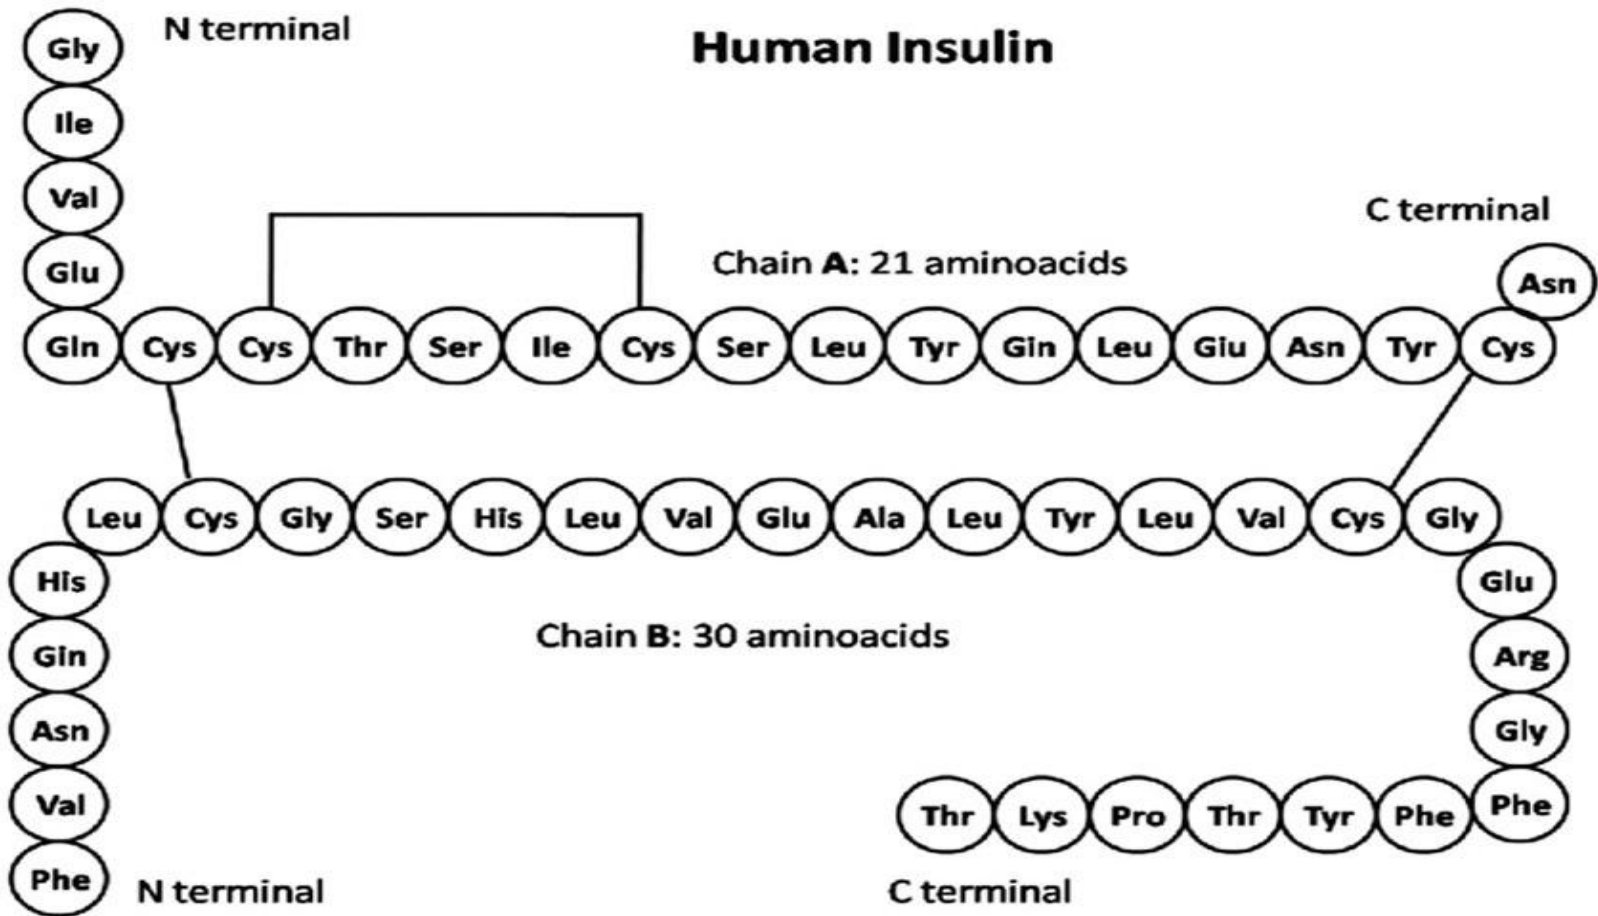 N terminal
Human Insulin
Gly
Ile
Val
Glu
C terminal
Chain A: 21 aminoacids
Asn
Gln Cys Cys Thr Ser Ile Cys Ser Leu Tyr Gin Leu Giu Asn Tyr Cys
Leu Cys Gly Ser His Leu Val Glu Ala Leu Tyr Leu Val Cys Gly
His
Glu
Chain B: 30 aminoacids
Gin
Arg
Asn
Gly
Val
Phe
Thr Lys Pro Thr Tyr Phe
Phe
N terminal
C terminal